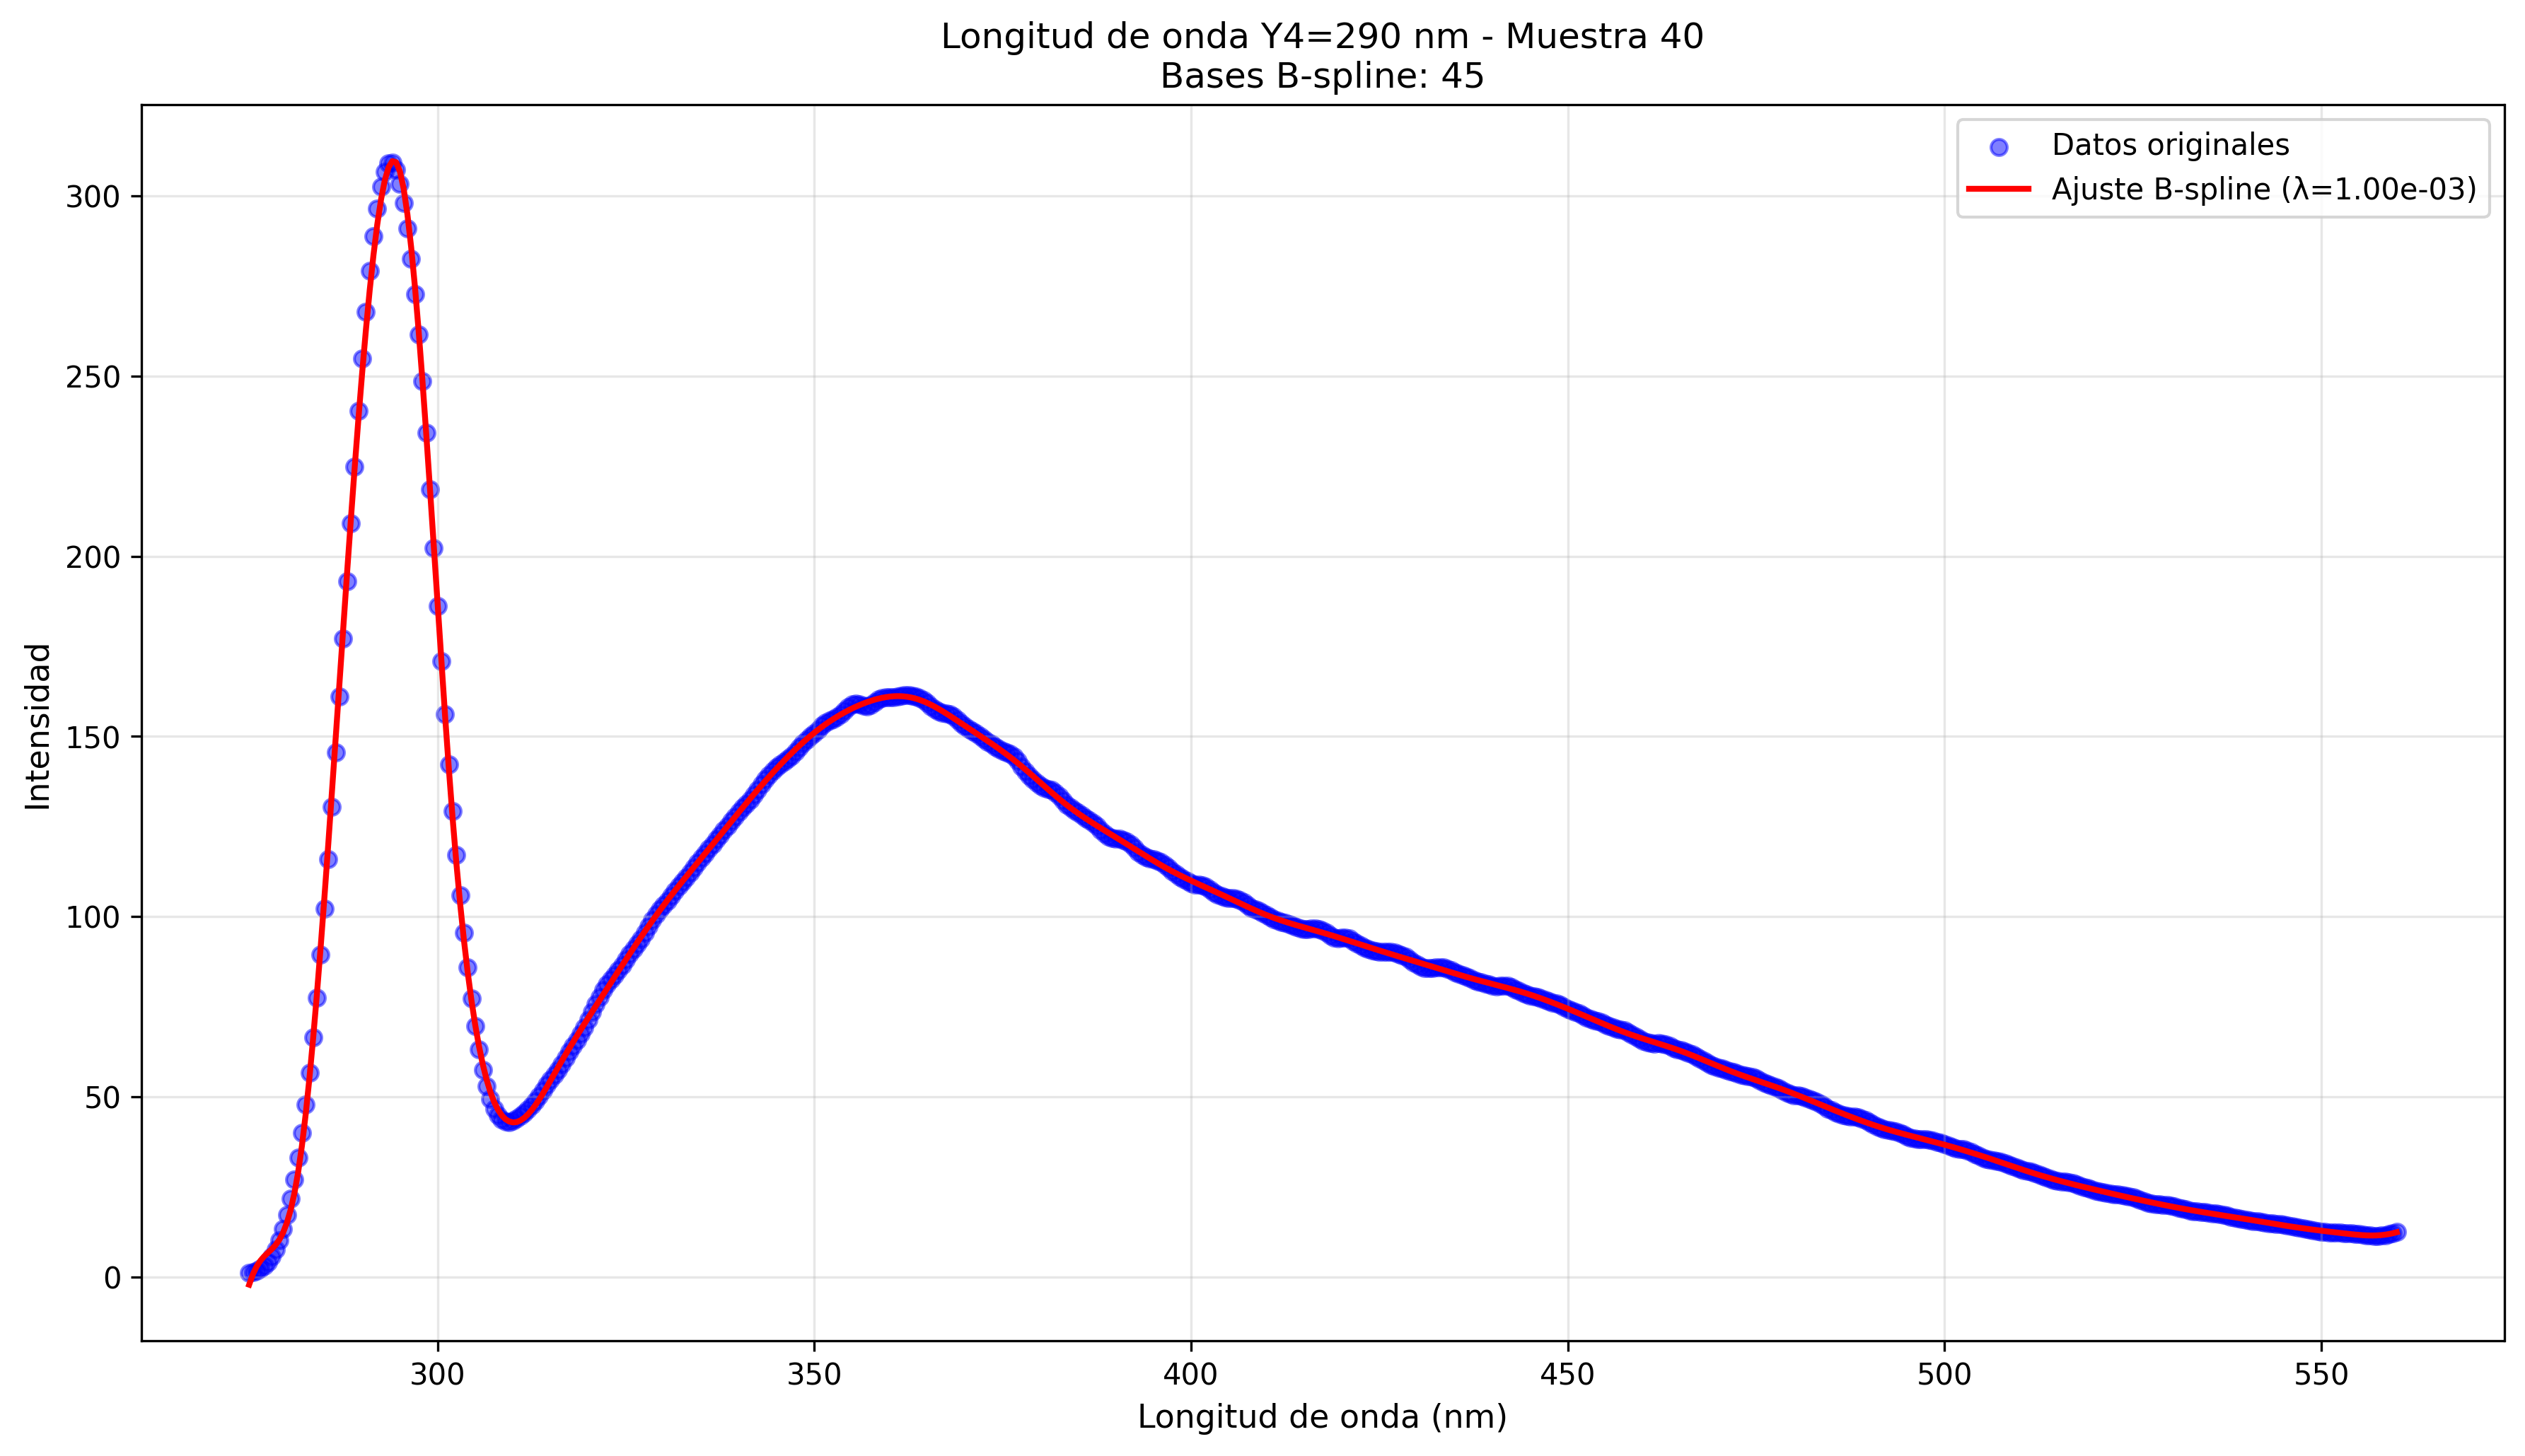 Longitud de onda Y4=290 nm - Muestra 40
Bases B-spline: 45
Datos originales
Ajuste B-spline (λ=1.00e-03)
Intensidad
300
250
200
150
100
50
0
300 350 400 450 500 550
Longitud de onda (nm)